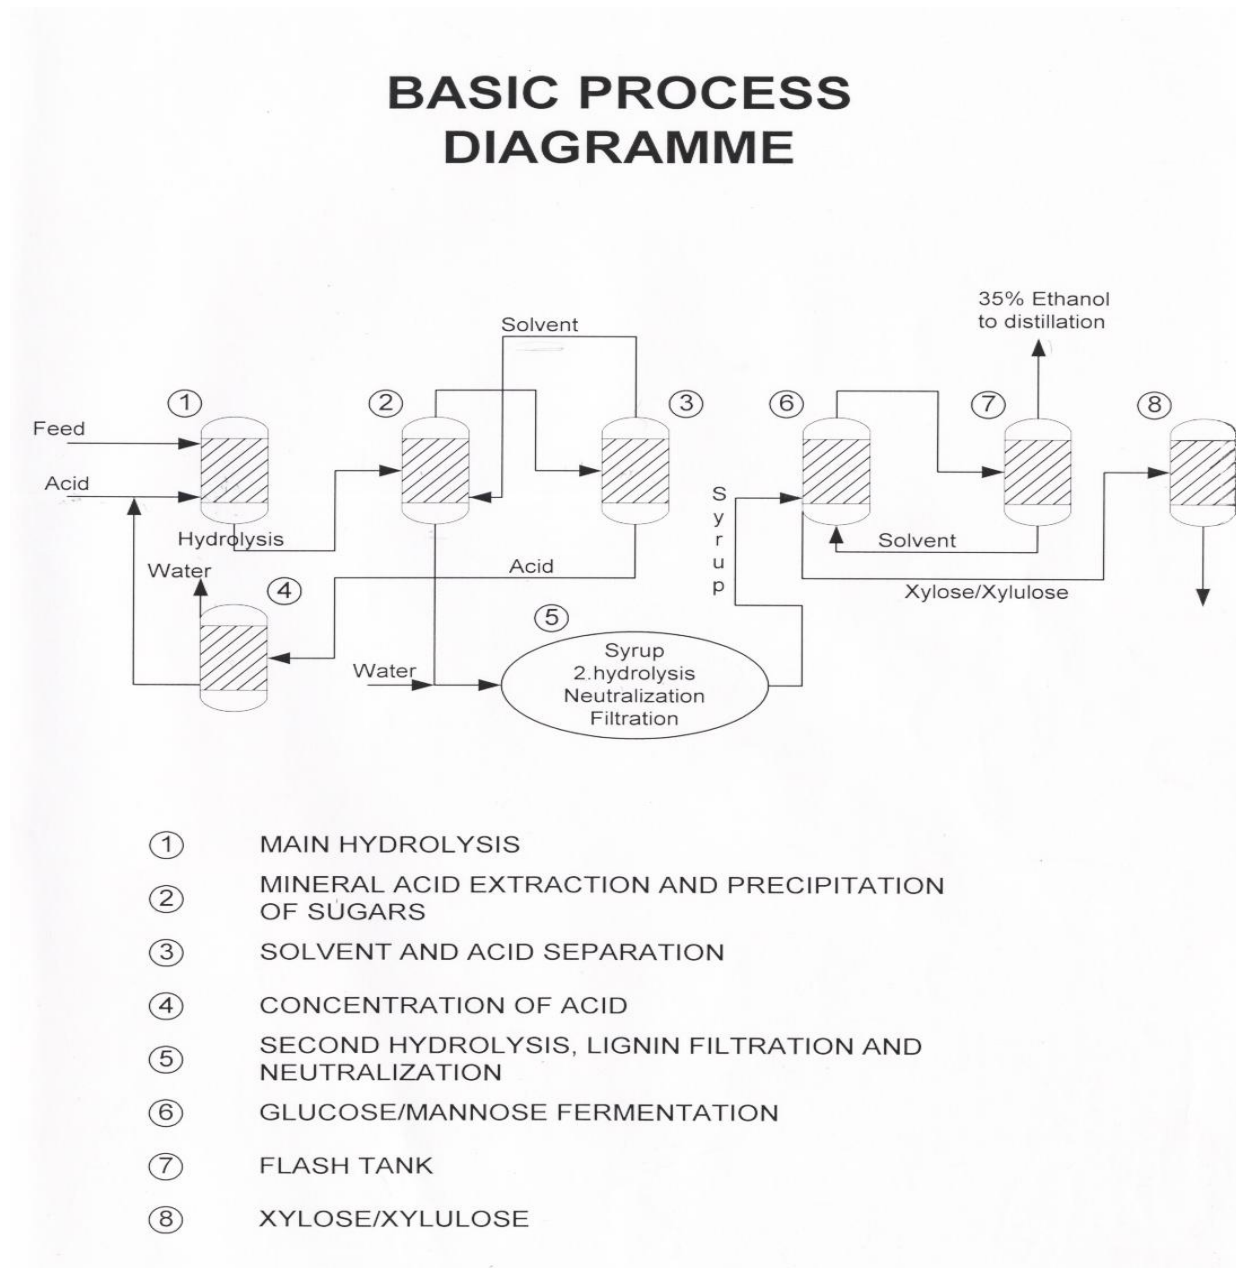 BASIC PROCESS
DIAGRAMME
35% Ethanol
to distillation
Solvent
1
2
3
6
7
8
Feed
Acid
S
y
r
u
p
Hydrolysis
Solvent
Water
Acid
4
Xylose/Xylulose
5
Water
Syrup
2.hydrolysis
Neutralization
Filtration
1 MAIN HYDROLYSIS
2 MINERAL ACID EXTRACTION AND PRECIPITATION
OF SUGARS
3 SOLVENT AND ACID SEPARATION
4 CONCENTRATION OF ACID
5 SECOND HYDROLYSIS, LIGNIN FILTRATION AND
NEUTRALIZATION
6 GLUCOSE/MANNOSE FERMENTATION
7 FLASH TANK
8 XYLOSE/XYLULOSE